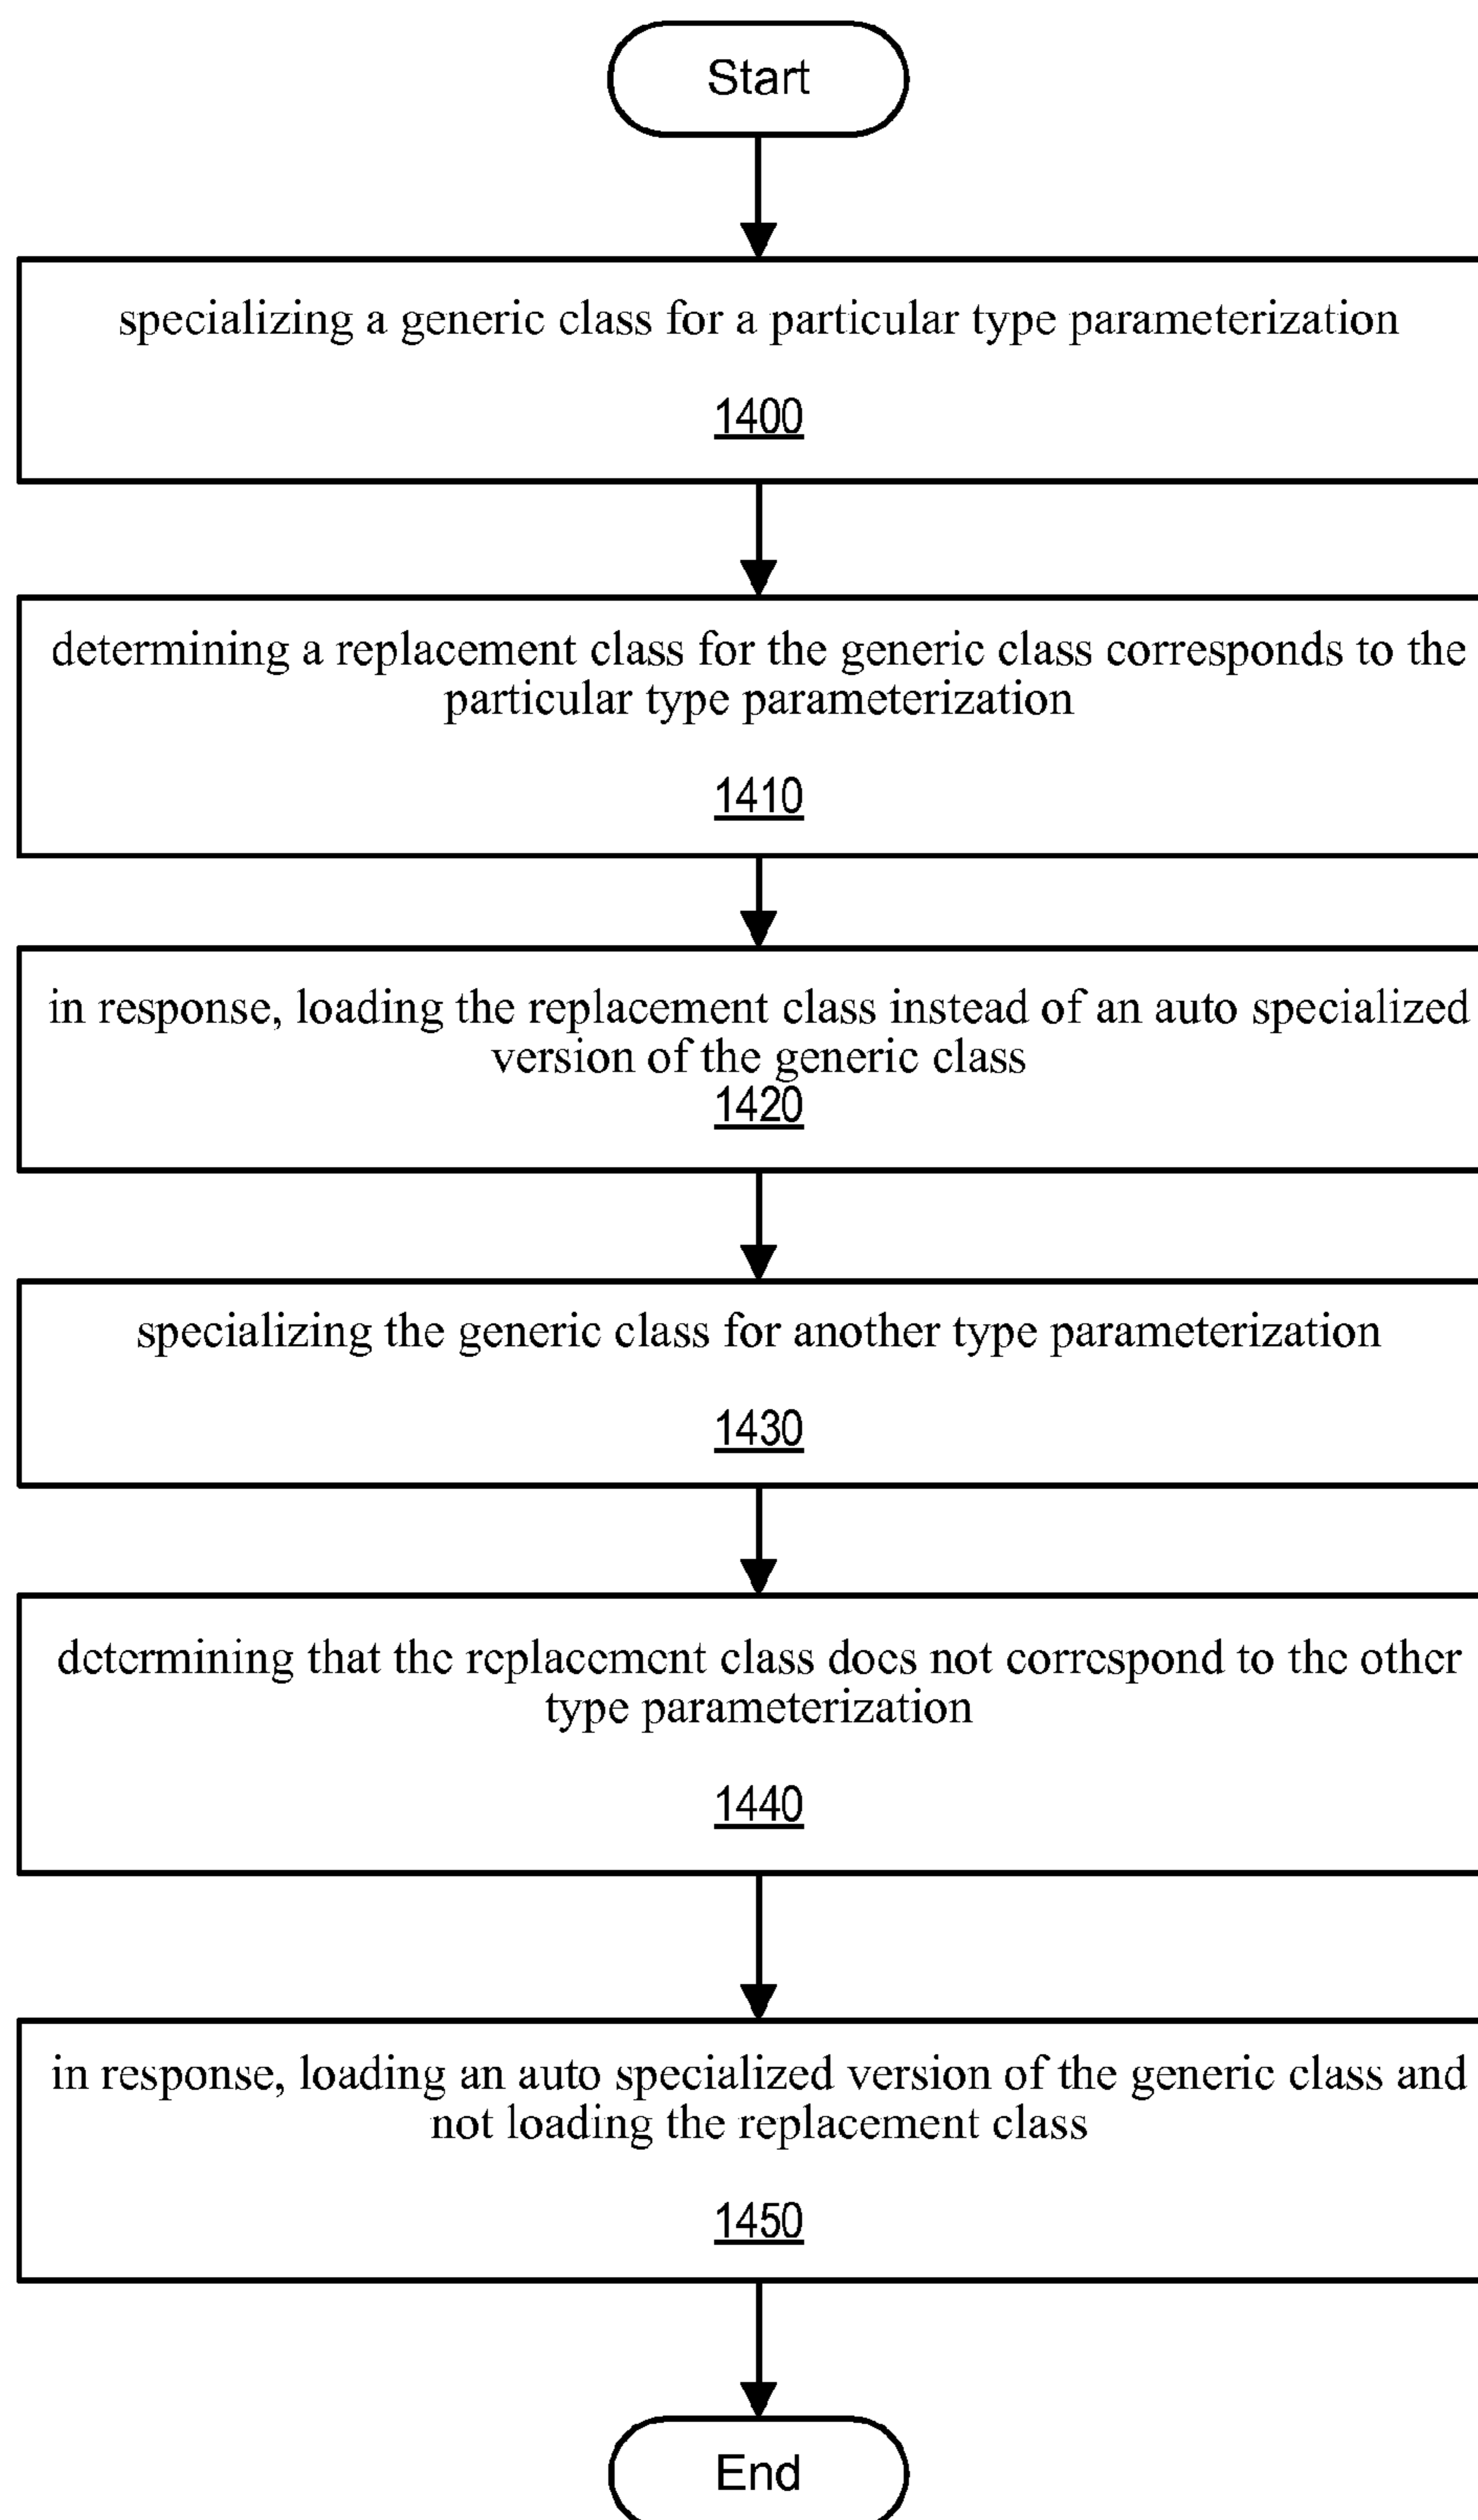 Start
specializing a generic class for a particular type parameterization
1400
determining a replacement class for the generic class corresponds to the
particular type parameterization
1410
in response, loading the replacement class instead of an auto specialized
version of the generic class
1420
specializing the generic class for another type parameterization
1430
determining that the replacement class does not correspond to the other
type parameterization
1440
in response, loading an auto specialized version of the generic class and
not loading the replacement class
1450
End